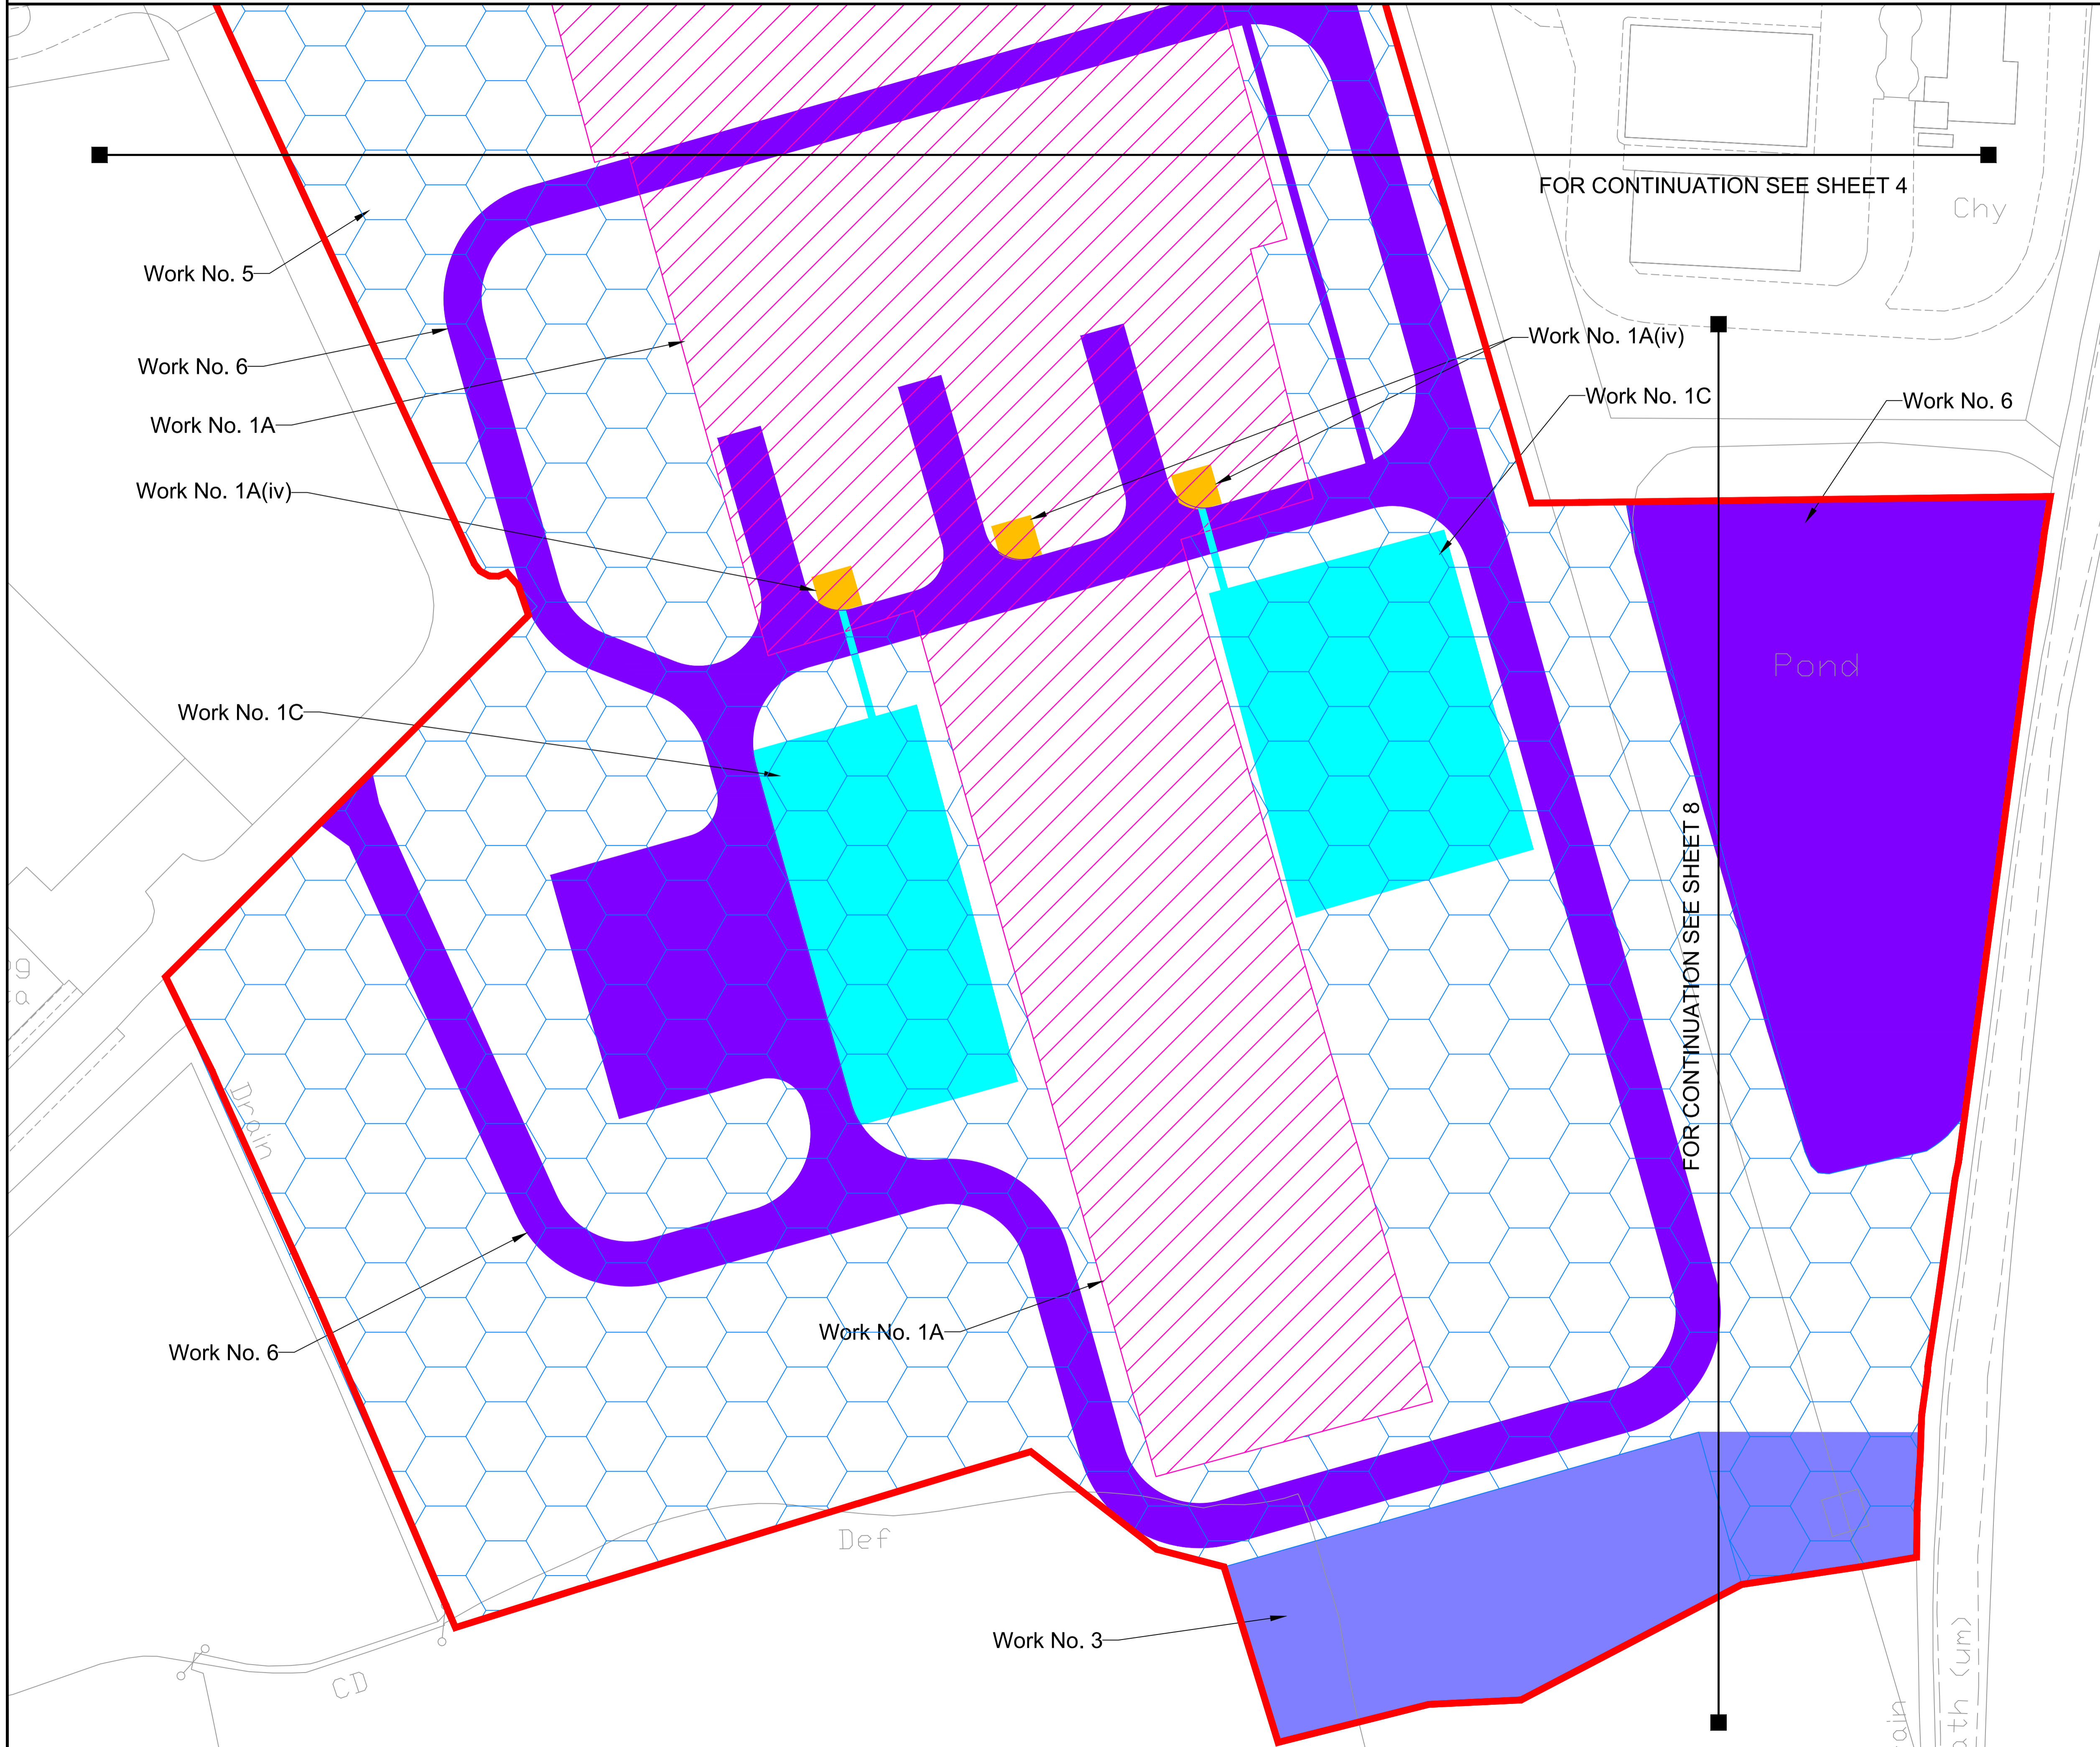 FOR CONTINUATION SEE SHEET 4
Chy
Work No. 5
Work No. 1A(iv)
Work No. 6
Work No. 1C
Work No. 6
Work No. 1A
Work No. 1A(iv)
Pond
Work No. 1C
FOR CONTINUATION SEE SHEET 8
Drain
Work No. 1A
Work No. 6
Def
Work No. 3
CD